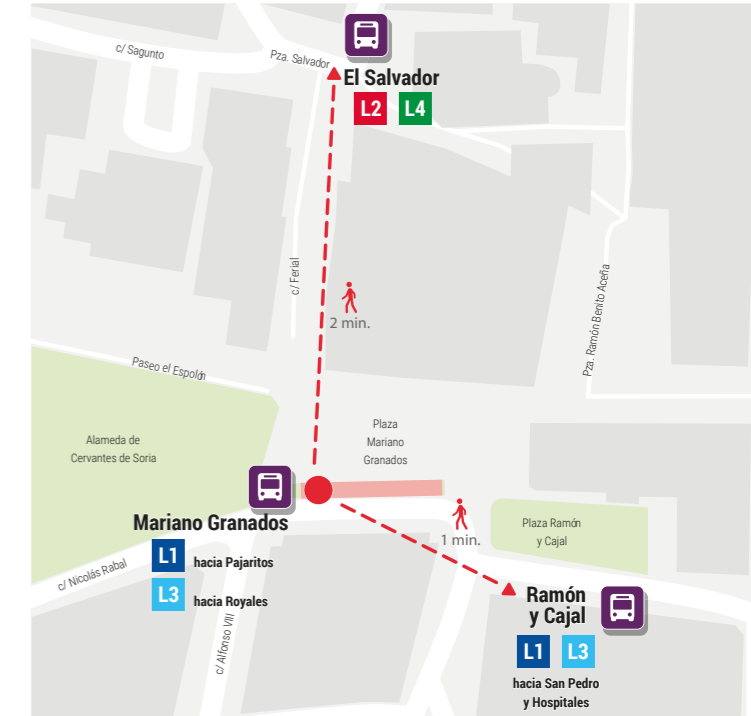 c/ Sagunto
Pza. Salvador
El Salvador
L2 L4
c/ Ferial
2 min.
Pza. Ramón Benito Aceña
Paseo el Espolón
Alameda de
Cervantes de Soria
Plaza
Mariano
Granados
Mariano Granados
L1 hacia Pajaritos
L3 hacia Royales
1 min.
Plaza Ramón
y Cajal
c/ Nicolás Rabal
c/ Alfonso VIII
Ramón
y Cajal
L1 L3
hacia San Pedro
y Hospitales